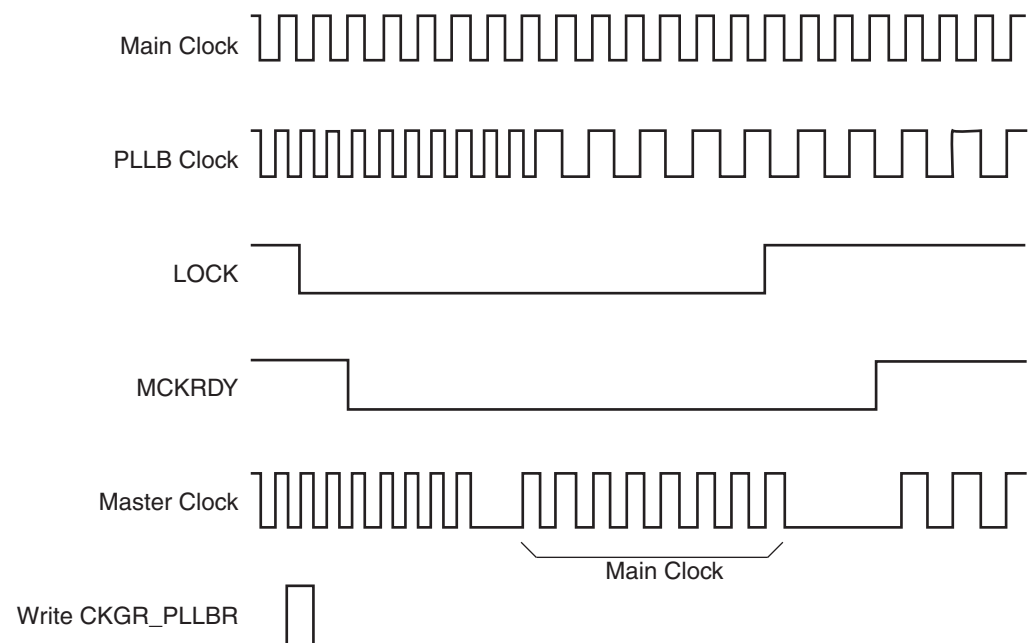 Main Clock
PLLB Clock
LOCK
MCKRDY
Master Clock
Main Clock
Write CKGR_PLLBR